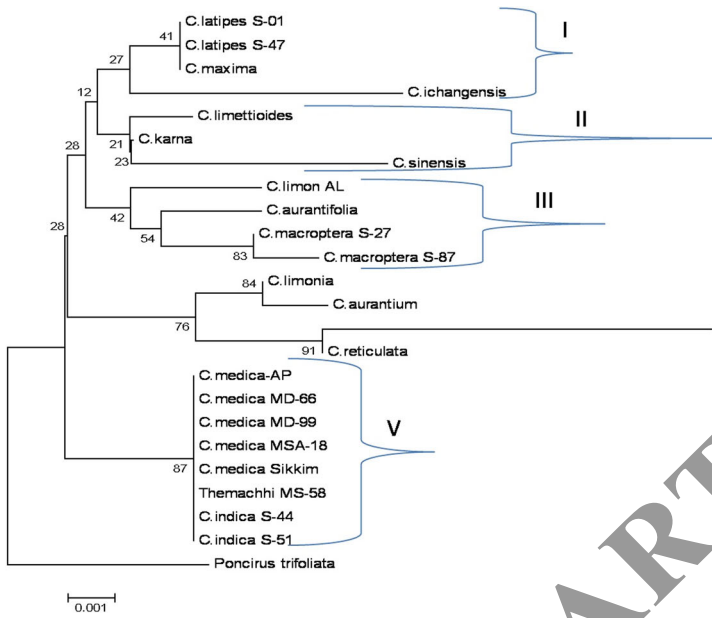 C.latipes S-01
I
41
C.latipes S-47
27
C.maxima
12
C.ichangensis
C.limettioides
II
28
21
C.karna
23
C.sinensis
C.limon AL
III
42
C.aurantifolia
28
54
C.macroptera S-27
83
C.macroptera S-87
84
C.limonia
76
C.aurantium
91
C.reticulata
C.medica-AP
C.medica MD-66
C.medica MD-99
V
C.medica MSA-18
87
C.medica Sikkim
Themachhi MS-58
C.indica S-44
C.indica S-51
Poncirus trifoliata
0.001